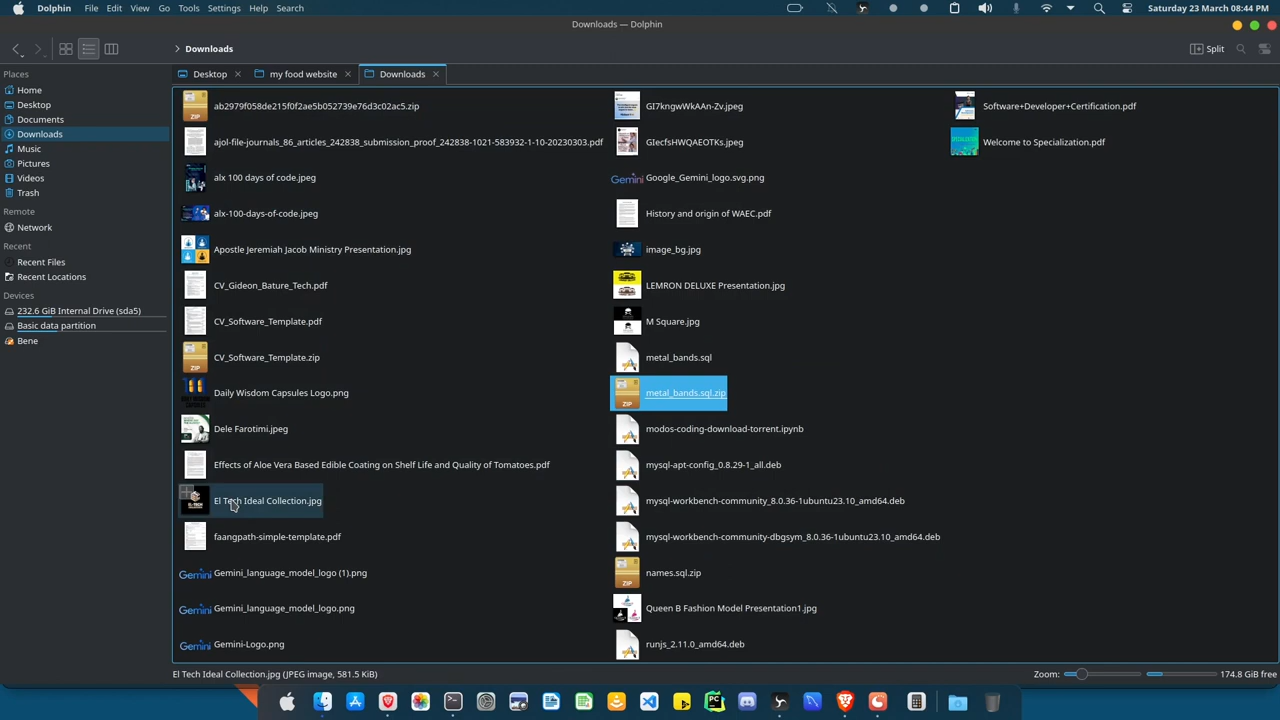 Dolphin File Edit View Go Tools Settings Help Search Saturday 23 March 08:44 PM
Downloads — Dolphin
Downloads
Split
Places
Home
Desktop
Documents
Downloads
Music
Pictures
Videos
Trash
Remote
Network
Recent
Recent Files
Recent Locations
Devices
232.6 GiB Internal Drive (sda5)
Basic data partition
Bene
Desktop my food website Downloads
ab2979f058de215f0f2ae5b052739e7f6d3c02ac5.zip
ajol-file-journals_86_articles_242838_submission_proof_242838-1021-583932-1-10-20230303.pdf
alx 100 days of code.jpeg
alx-100-days-of-code.jpeg
Apostle Jeremiah Jacob Ministry Presentation.jpg
CV_Software_Template.pdf
CV_Software_Template.zip
Daily Wisdom Capsules Logo.png
Dele Farotimi.jpeg
Effects of Aloe Vera Based Edible Coating on Shelf Life and Quality of Tomatoes.pdf
El Tech Ideal Collection.jpg
faangpath-simple-template.pdf
Gemini_language_model_logo (1).png
Gemini_language_model_logo.png
Gemini-Logo.png
GI7kngwWkAAn-Zv.jpeg
GIecfsHWQAEOTKs.jpeg
Google_Gemini_logo.svg.png
History and origin of WAEC.pdf
image_bg.jpg
LEMRON DELUXE Presentation.jpg
M Square.jpg
metal_bands.sql
metal_bands.sql.zip
modos-coding-download-torrent.ipynb
mysql-apt-config_0.8.29-1_all.deb
mysql-workbench-community_8.0.36-1ubuntu23.10_amd64.deb
mysql-workbench-community-dbgsym_8.0.36-1ubuntu23.10_amd64.deb
names.sql.zip
Queen B Fashion Model Presentation1.jpg
runjs_2.11.0_amd64.deb
Software+Developer+Certification.pdf
Welcome to Specialization.pdf
ZIP
ZIP
ZIP
ZIP
Gemini
Gemini
Gemini
Gemini
El Tech Ideal Collection.jpg (JPEG image, 581.5 KiB)
Zoom: 174.8 GiB free